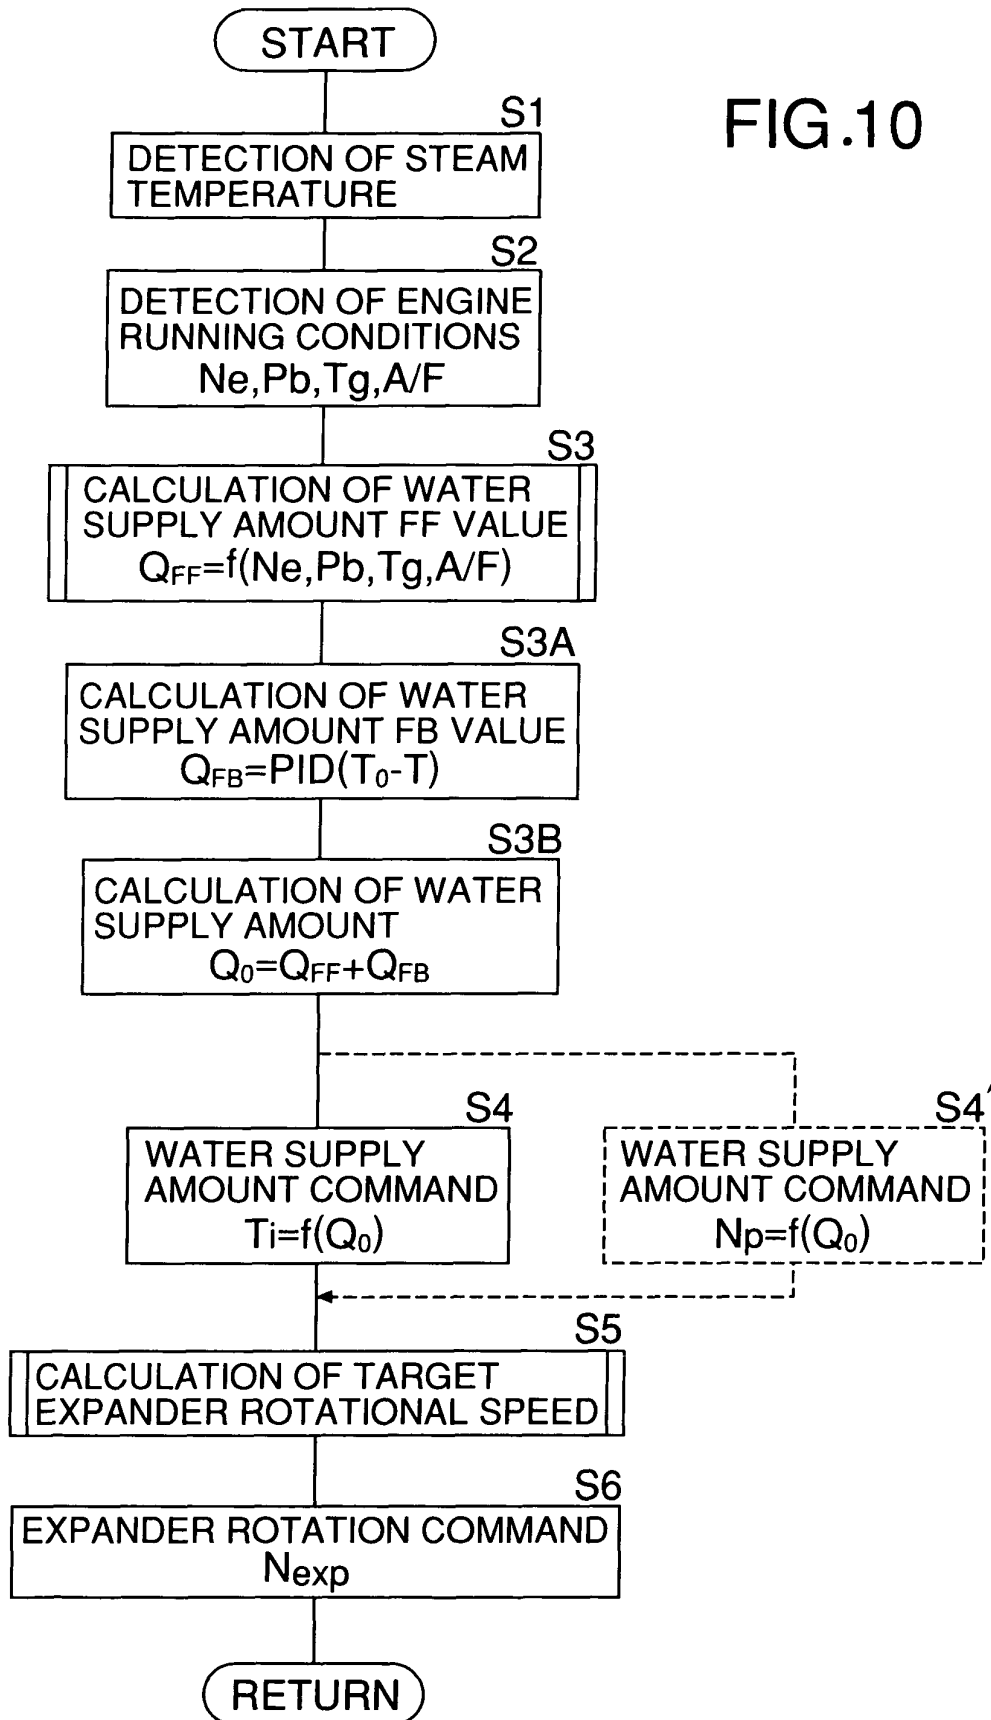 START
FIG.10
S1
DETECTION OF STEAM
TEMPERATURE
S2
DETECTION OF ENGINE
RUNNING CONDITIONS
Ne,Pb,Tg,A/F
S3
CALCULATION OF WATER
SUPPLY AMOUNT FF VALUE
QFF=f(Ne,Pb,Tg,A/F)
S3A
CALCULATION OF WATER
SUPPLY AMOUNT FB VALUE
QFB=PID(T0-T)
S3B
CALCULATION OF WATER
SUPPLY AMOUNT
Q0=QFF+QFB
S4
WATER SUPPLY
AMOUNT COMMAND
Ti=f(Q0)
S4´
WATER SUPPLY
AMOUNT COMMAND
Np=f(Q0)
S5
CALCULATION OF TARGET
EXPANDER ROTATIONAL SPEED
S6
EXPANDER ROTATION COMMAND
Nexp
RETURN